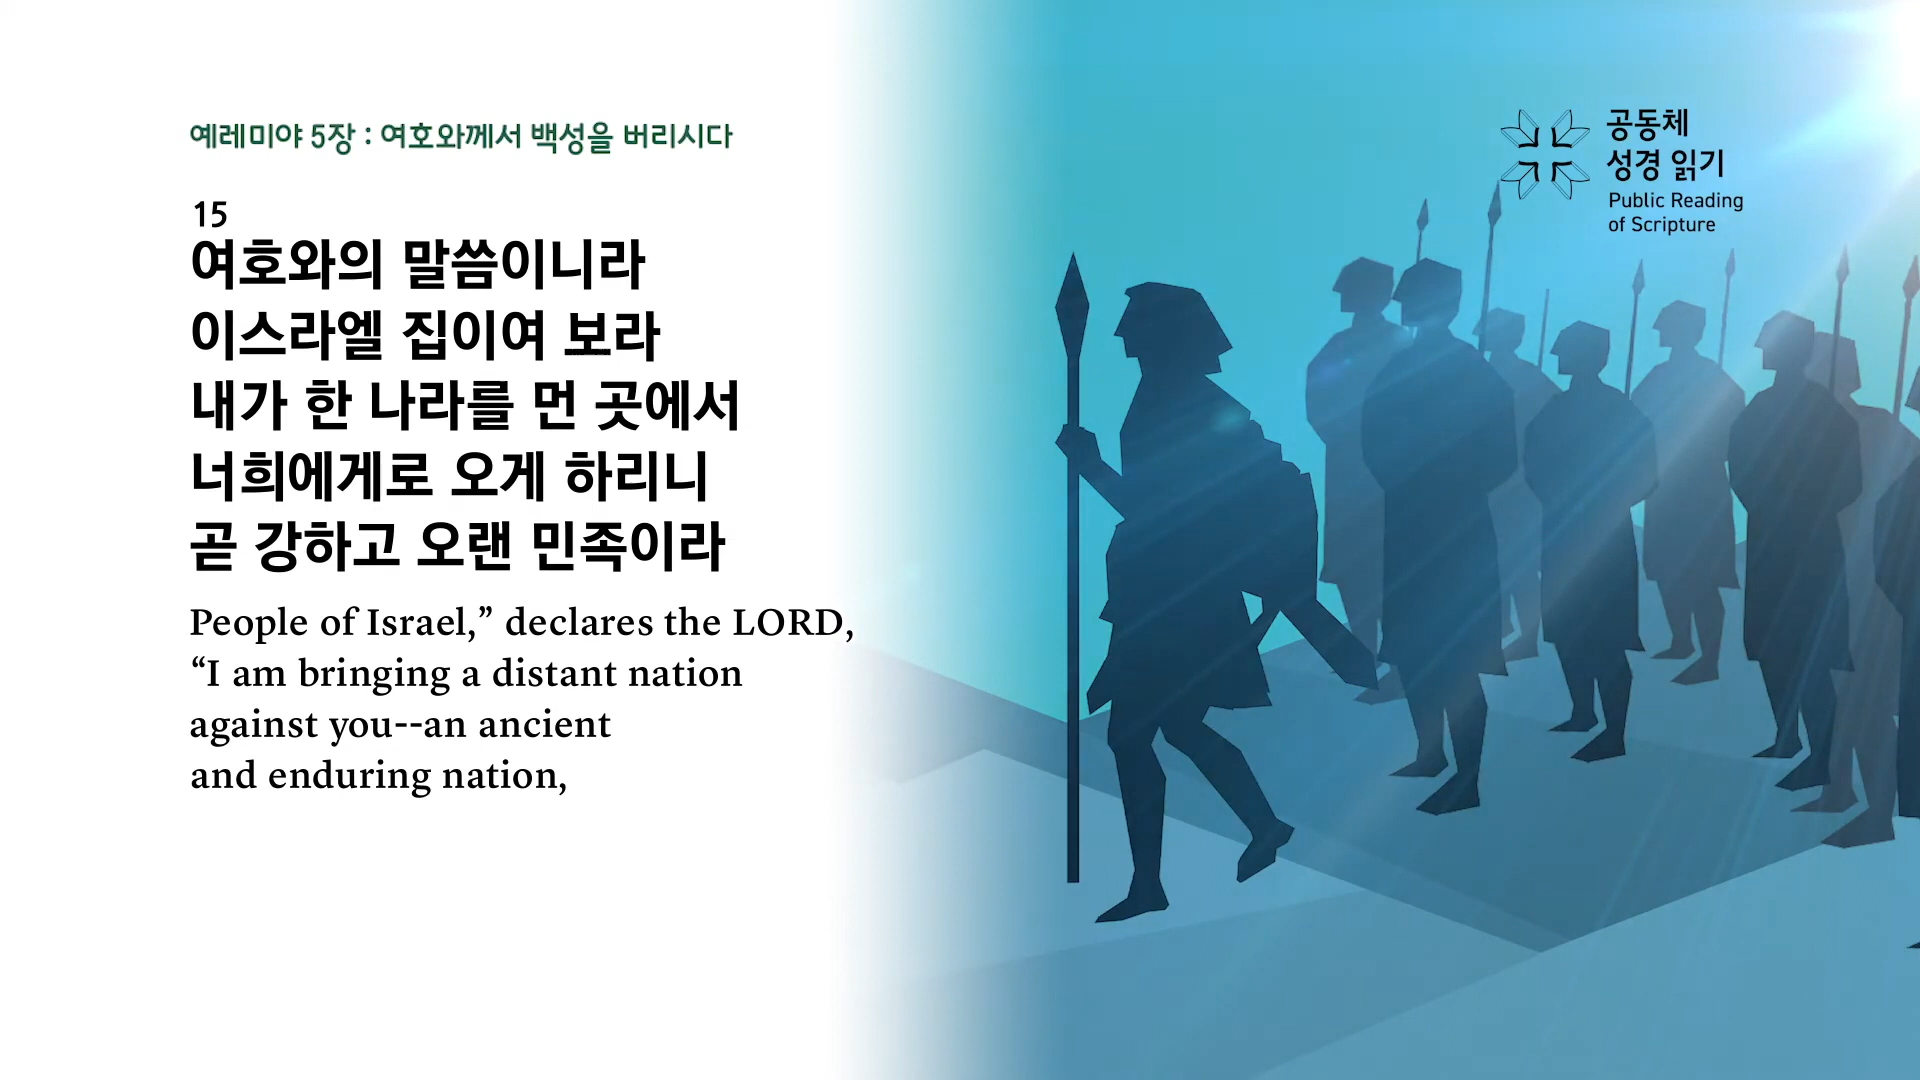 예레미야 5장 : 여호와께서 백성을 버리시다
15
여호와의 말씀이니라
이스라엘 집이여 보라
내가 한 나라를 먼 곳에서
너희에게로 오게 하리니
곧 강하고 오랜 민족이라
People of Israel,” declares the LORD,
“I am bringing a distant nation
against you--an ancient
and enduring nation,
공동체
성경 읽기
Public Reading
of Scripture